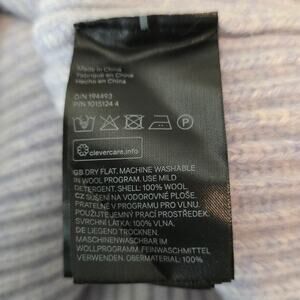 Made in China
Fabriqué en Chine
Hecho en China
O/N 194493
P/N 1015124 4
P
clevercare.info
GB DRY FLAT. MACHINE WASHABLE
IN WOOL PROGRAM. USE MILD
DETERGENT. SHELL: 100% WOOL.
CZ SUŠENÍ NA VODOROVNÉ PLOŠE.
PRATELNÉ V PROGRAMU PRO VLNU.
POUŽIJTE JEMNÝ PRACÍ PROSTŘEDEK.
SVRCHNÍ LÁTKA: 100% VLNA.
DE LIEGEND TROCKNEN.
MASCHINENWASCHBAR IM
WOLLPROGRAMM. FEINWASCHMITTEL
VERWENDEN. OBERMATERIAL: 100%